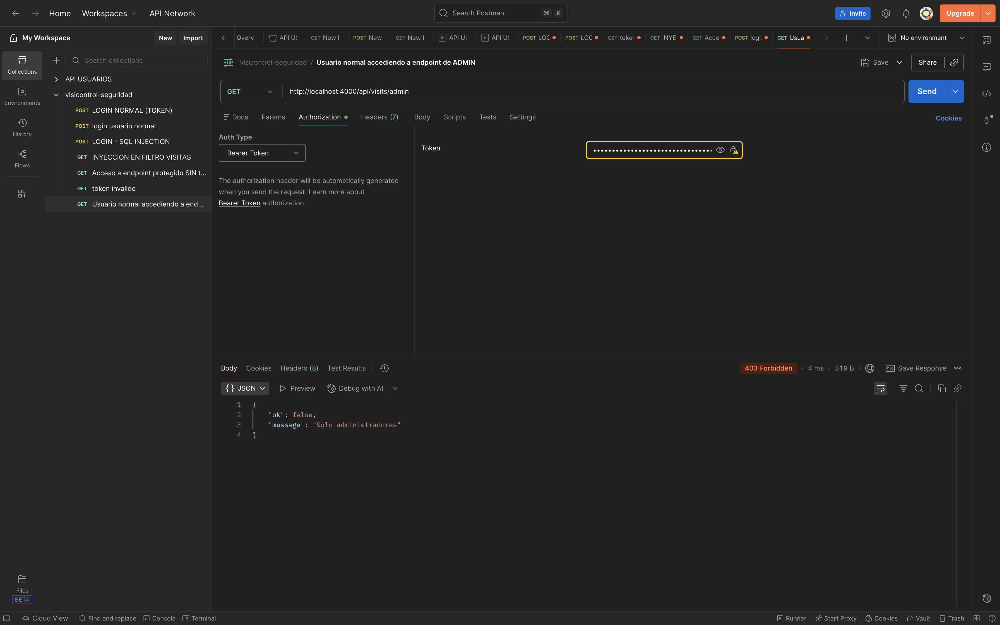 Home Workspaces API Network Search Postman ⌘ K Invite Upgrade
My Workspace New Import
Overv API U GET New F POST New GET New F API U API U POST LOC POST LOC GET toker GET INYE GET Acce POST logi. GET Usua No environment
Collections
Search collections
API USUARIOS
visicontrol-seguridad
POST LOGIN NORMAL (TOKEN)
POST login usuario normal
POST LOGIN - SQL INJECTION
GET INYECCION EN FILTRO VISITAS
GET Acceso a endpoint protegido SIN t...
GET token invalido
GET Usuario normal accediendo a end...
Environments
History
Flows
Files
BETA
HTTP visicontrol-seguridad / Usuario normal accediendo a endpoint de ADMIN Save Share
GET http://localhost:4000/api/visits/admin Send
Docs Params Authorization Headers (7) Body Scripts Tests Settings Cookies
Auth Type
Bearer Token
Token
The authorization header will be automatically generated
when you send the request. Learn more about
Bearer Token authorization.
Body Cookies Headers (8) Test Results 403 Forbidden • 4 ms • 319 B • e.g. Save Response
{} JSON Preview Debug with AI
1 {
2 "ok": false,
3 "message": "Solo administradores"
4 }
Cloud View Find and replace Console Terminal Runner Start Proxy Cookies Vault Trash